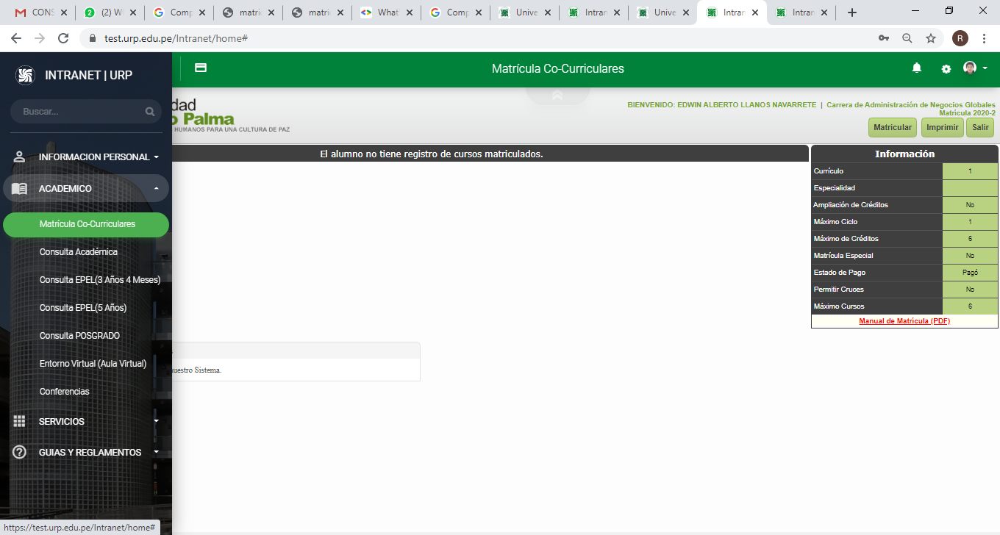 CONS
(2) W
Comp
matri
matri
What
Comp
Unive
Intran
Unive
Intran
Intran
test.urp.edu.pe/Intranet/home#
R
INTRANET | URP
Matrícula Co-Curriculares
Buscar...
dad
o Palma
HUMANOS PARA UNA CULTURA DE PAZ
BIENVENIDO: EDWIN ALBERTO LLANOS NAVARRETE | Carrera de Administración de Negocios Globales
Matricula 2020-2
Matricular Imprimir Salir
INFORMACION PERSONAL
ACADEMICO
Matrícula Co-Curriculares
Consulta Académica
Consulta EPEL(3 Años 4 Meses)
Consulta EPEL(5 Años)
Consulta POSGRADO
Entorno Virtual (Aula Virtual)
Conferencias
SERVICIOS
GUIAS Y REGLAMENTOS
El alumno no tiene registro de cursos matriculados.
Información
Currículo 1
Especialidad
Ampliación de Créditos No
Máximo Ciclo 1
Máximo de Créditos 6
Matrícula Especial No
Estado de Pago Pagó
Permitir Cruces No
Máximo Cursos 6
Manual de Matricula (PDF)
nuestro Sistema.
https://test.urp.edu.pe/Intranet/home#